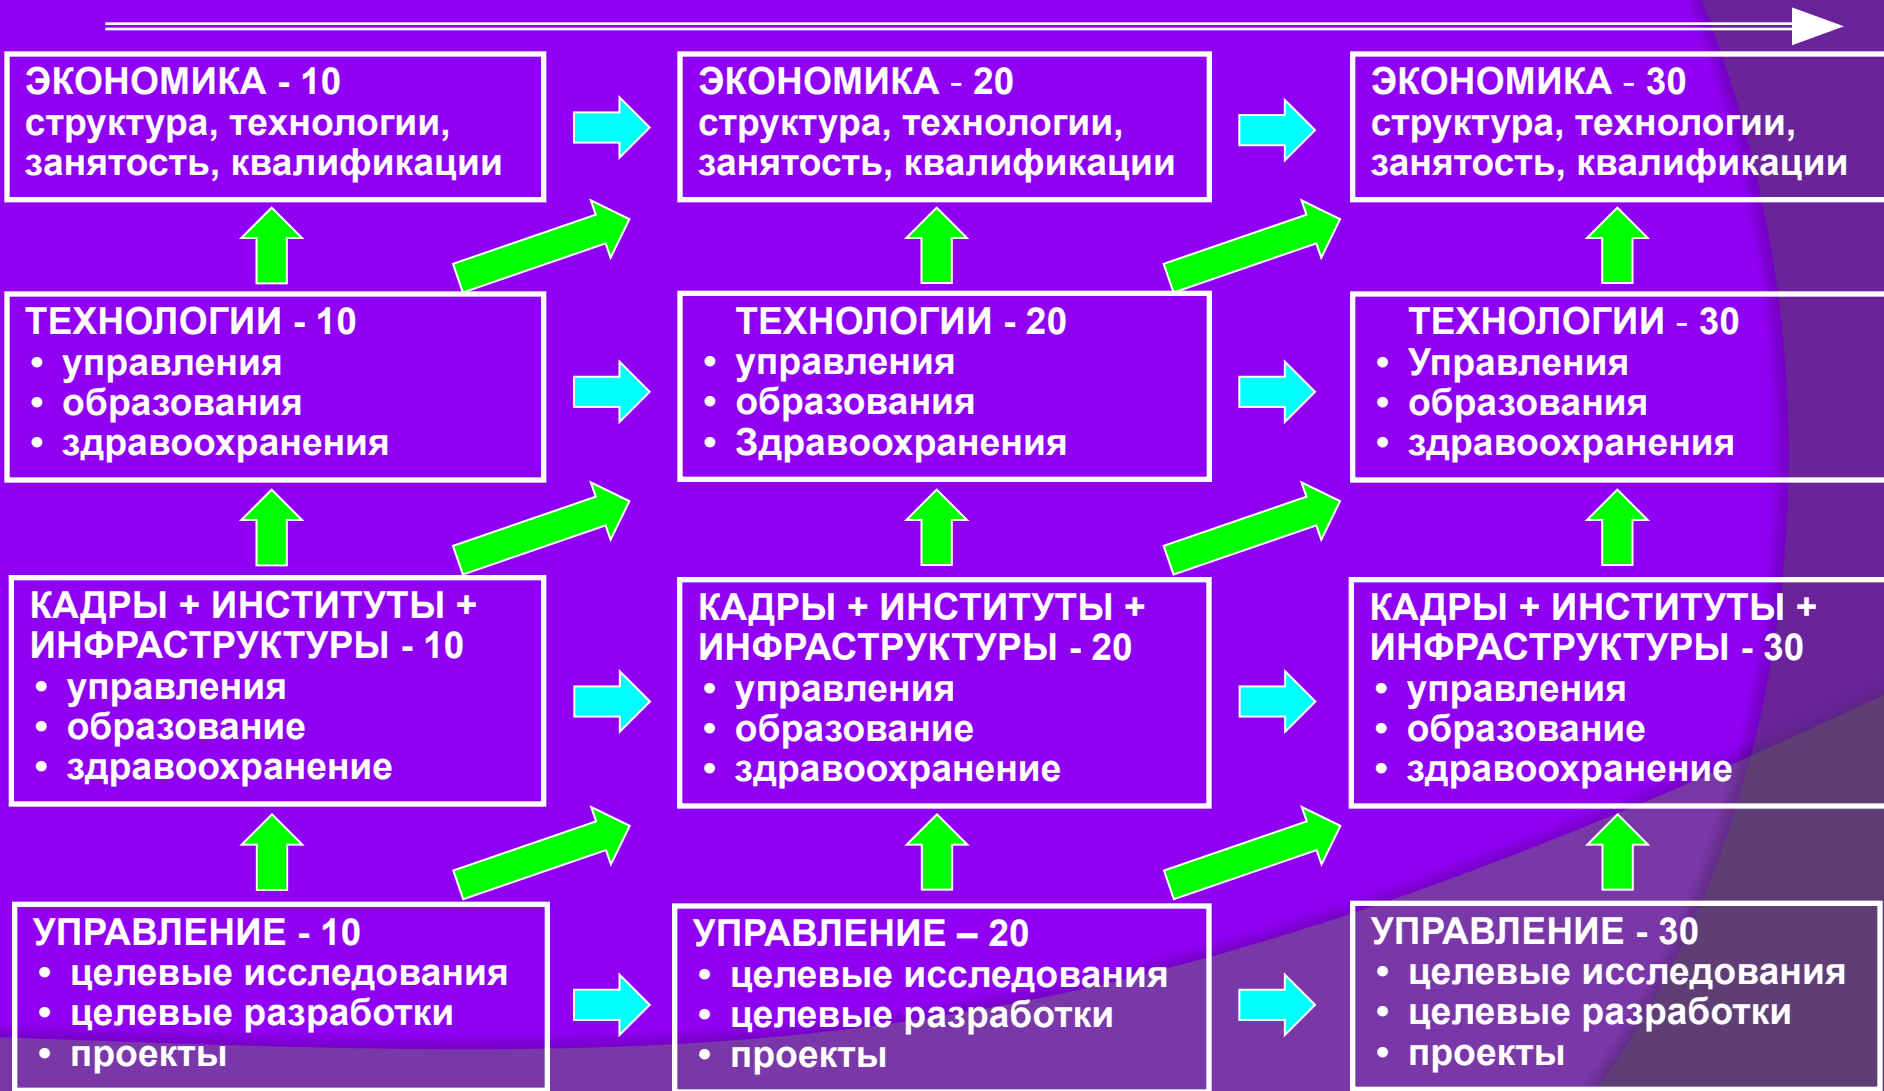 ЭКОНОМИКА - 10
структура, технологии,
занятость, квалификации
ЭКОНОМИКА - 20
структура, технологии,
занятость, квалификации
ЭКОНОМИКА - 30
структура, технологии,
занятость, квалификации
ТЕХНОЛОГИИ - 10
• управления
• образования
• здравоохранения
ТЕХНОЛОГИИ - 20
• управления
• образования
• Здравоохранения
ТЕХНОЛОГИИ - 30
• Управления
• образования
• здравоохранения
КАДРЫ + ИНСТИТУТЫ +
ИНФРАСТРУКТУРЫ - 10
• управления
• образование
• здравоохранение
КАДРЫ + ИНСТИТУТЫ +
ИНФРАСТРУКТУРЫ - 20
• управления
• образование
• здравоохранение
КАДРЫ + ИНСТИТУТЫ +
ИНФРАСТРУКТУРЫ - 30
• управления
• образование
• здравоохранение
УПРАВЛЕНИЕ - 10
• целевые исследования
• целевые разработки
• проекты
УПРАВЛЕНИЕ – 20
• целевые исследования
• целевые разработки
• проекты
УПРАВЛЕНИЕ - 30
• целевые исследования
• целевые разработки
• проекты